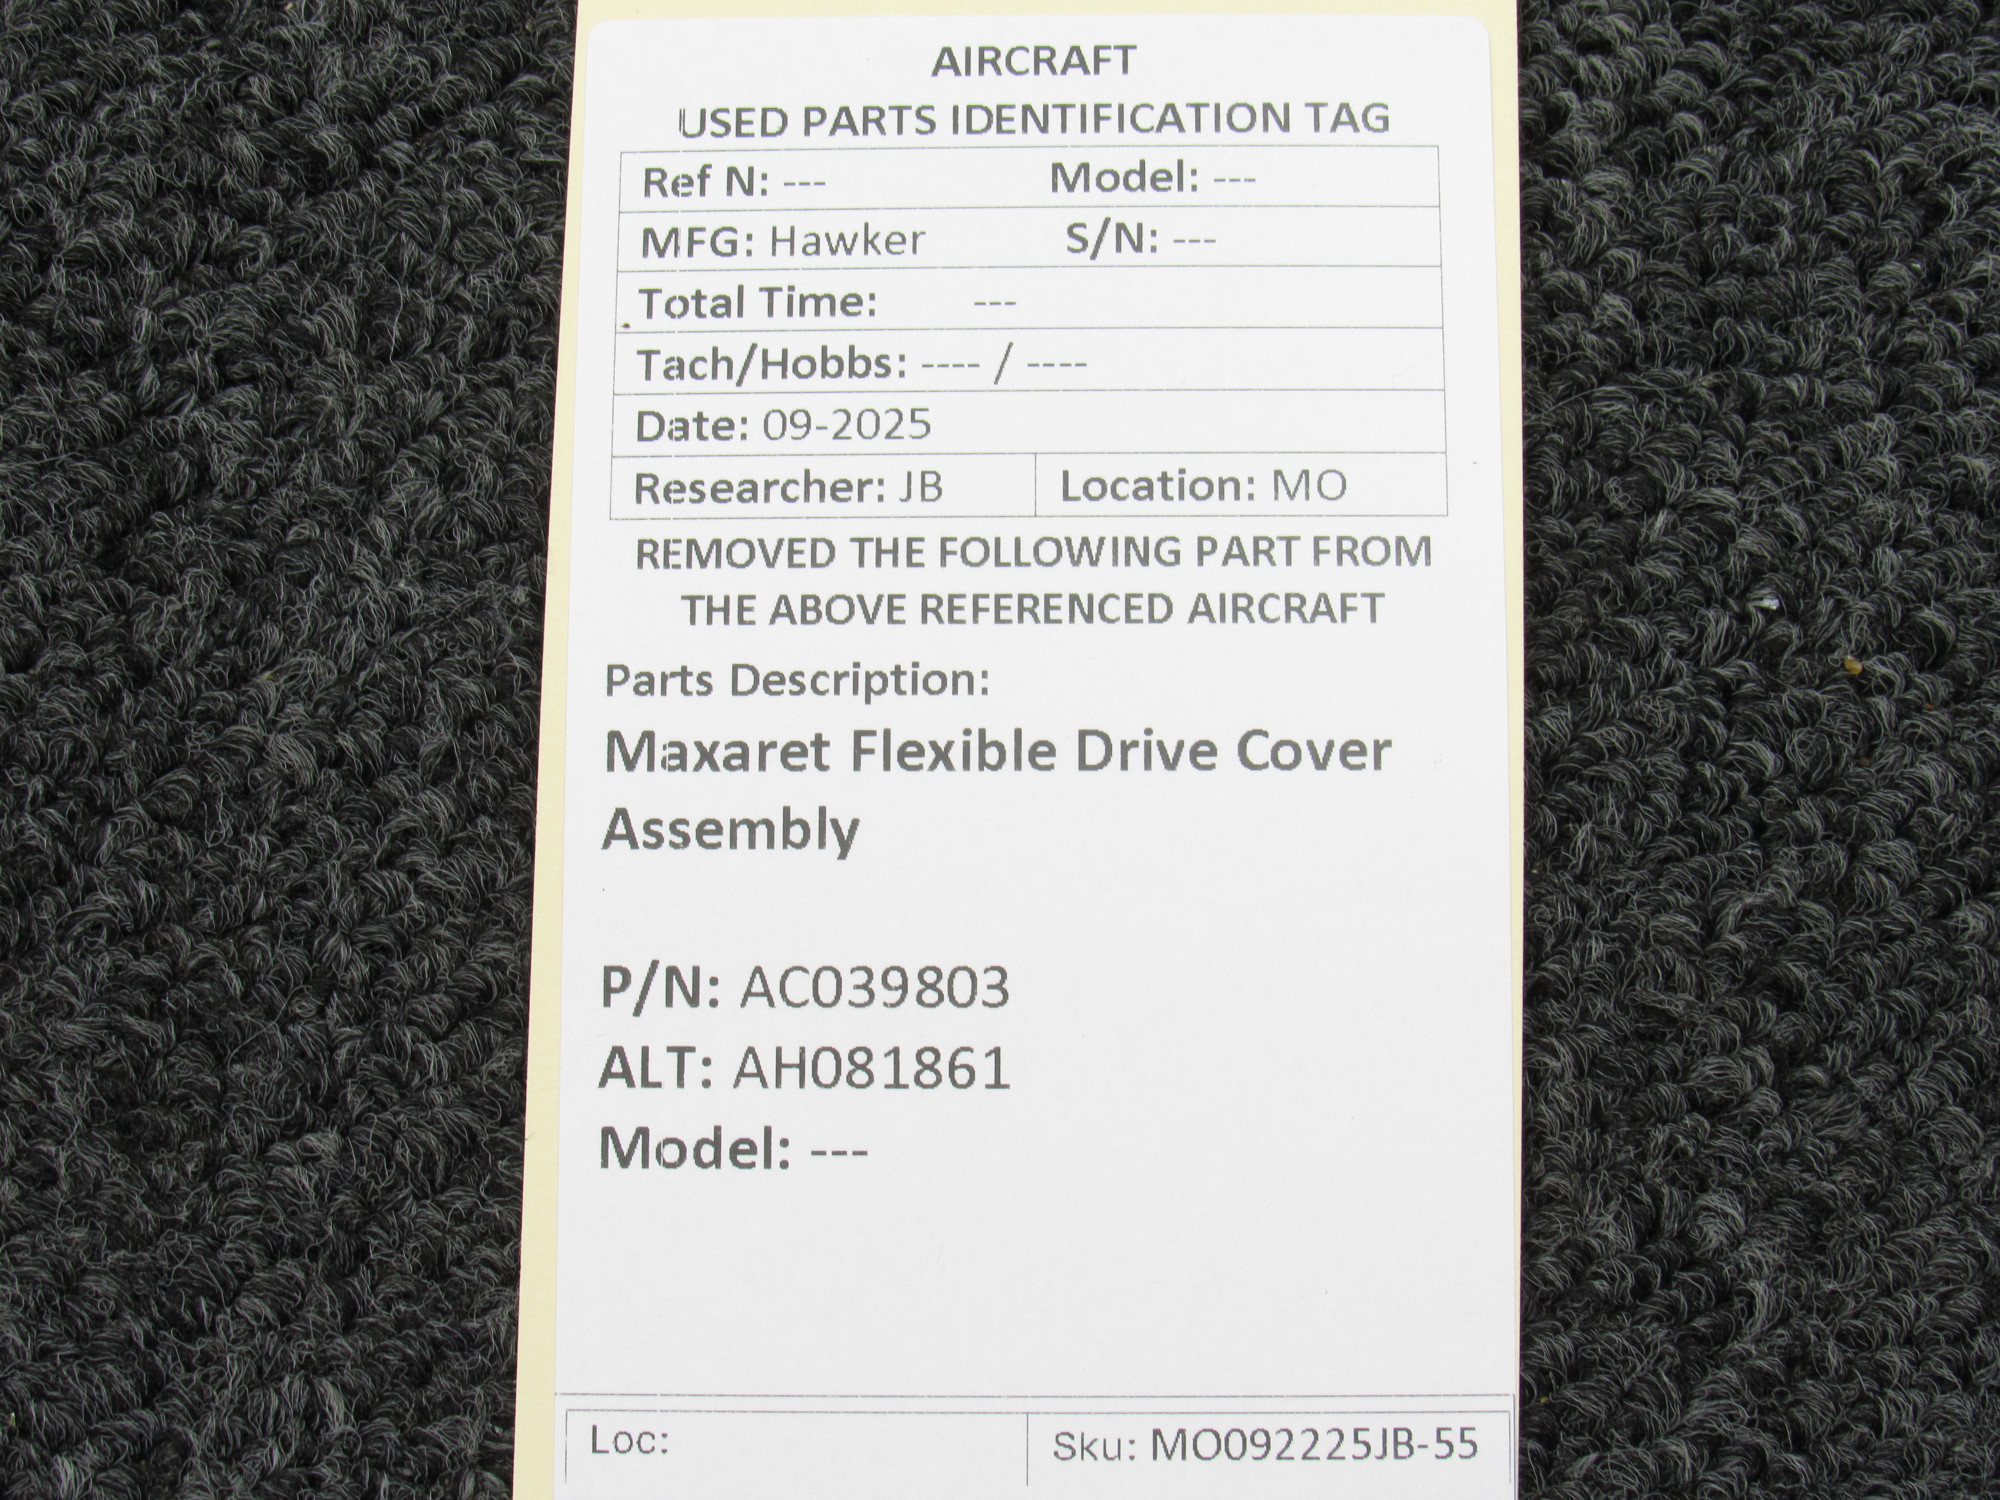 AIRCRAFT
USED PARTS IDENTIFICATION TAG
Ref N: --- Model: ---
MFG: Hawker S/N: ---
Total Time: ---
Tach/Hobbs: ---- / ----
Date: 09-2025
Researcher: JB Location: MO
REMOVED THE FOLLOWING PART FROM
THE ABOVE REFERENCED AIRCRAFT
Parts Description:
Maxaret Flexible Drive Cover
Assembly
P/N: AC039803
ALT: AH081861
Model: ---
Loc: Sku: MO092225JB-55